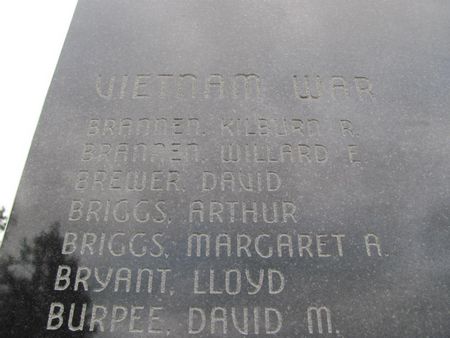 VIETNAM WAR
BRANNEN, KILBURN R.
BRANNEN, WILLARD E.
BREWER, DAVID
BRIGGS, ARTHUR
BRIGGS, MARGARET A.
BRYANT, LLOYD
BURPEE, DAVID M.